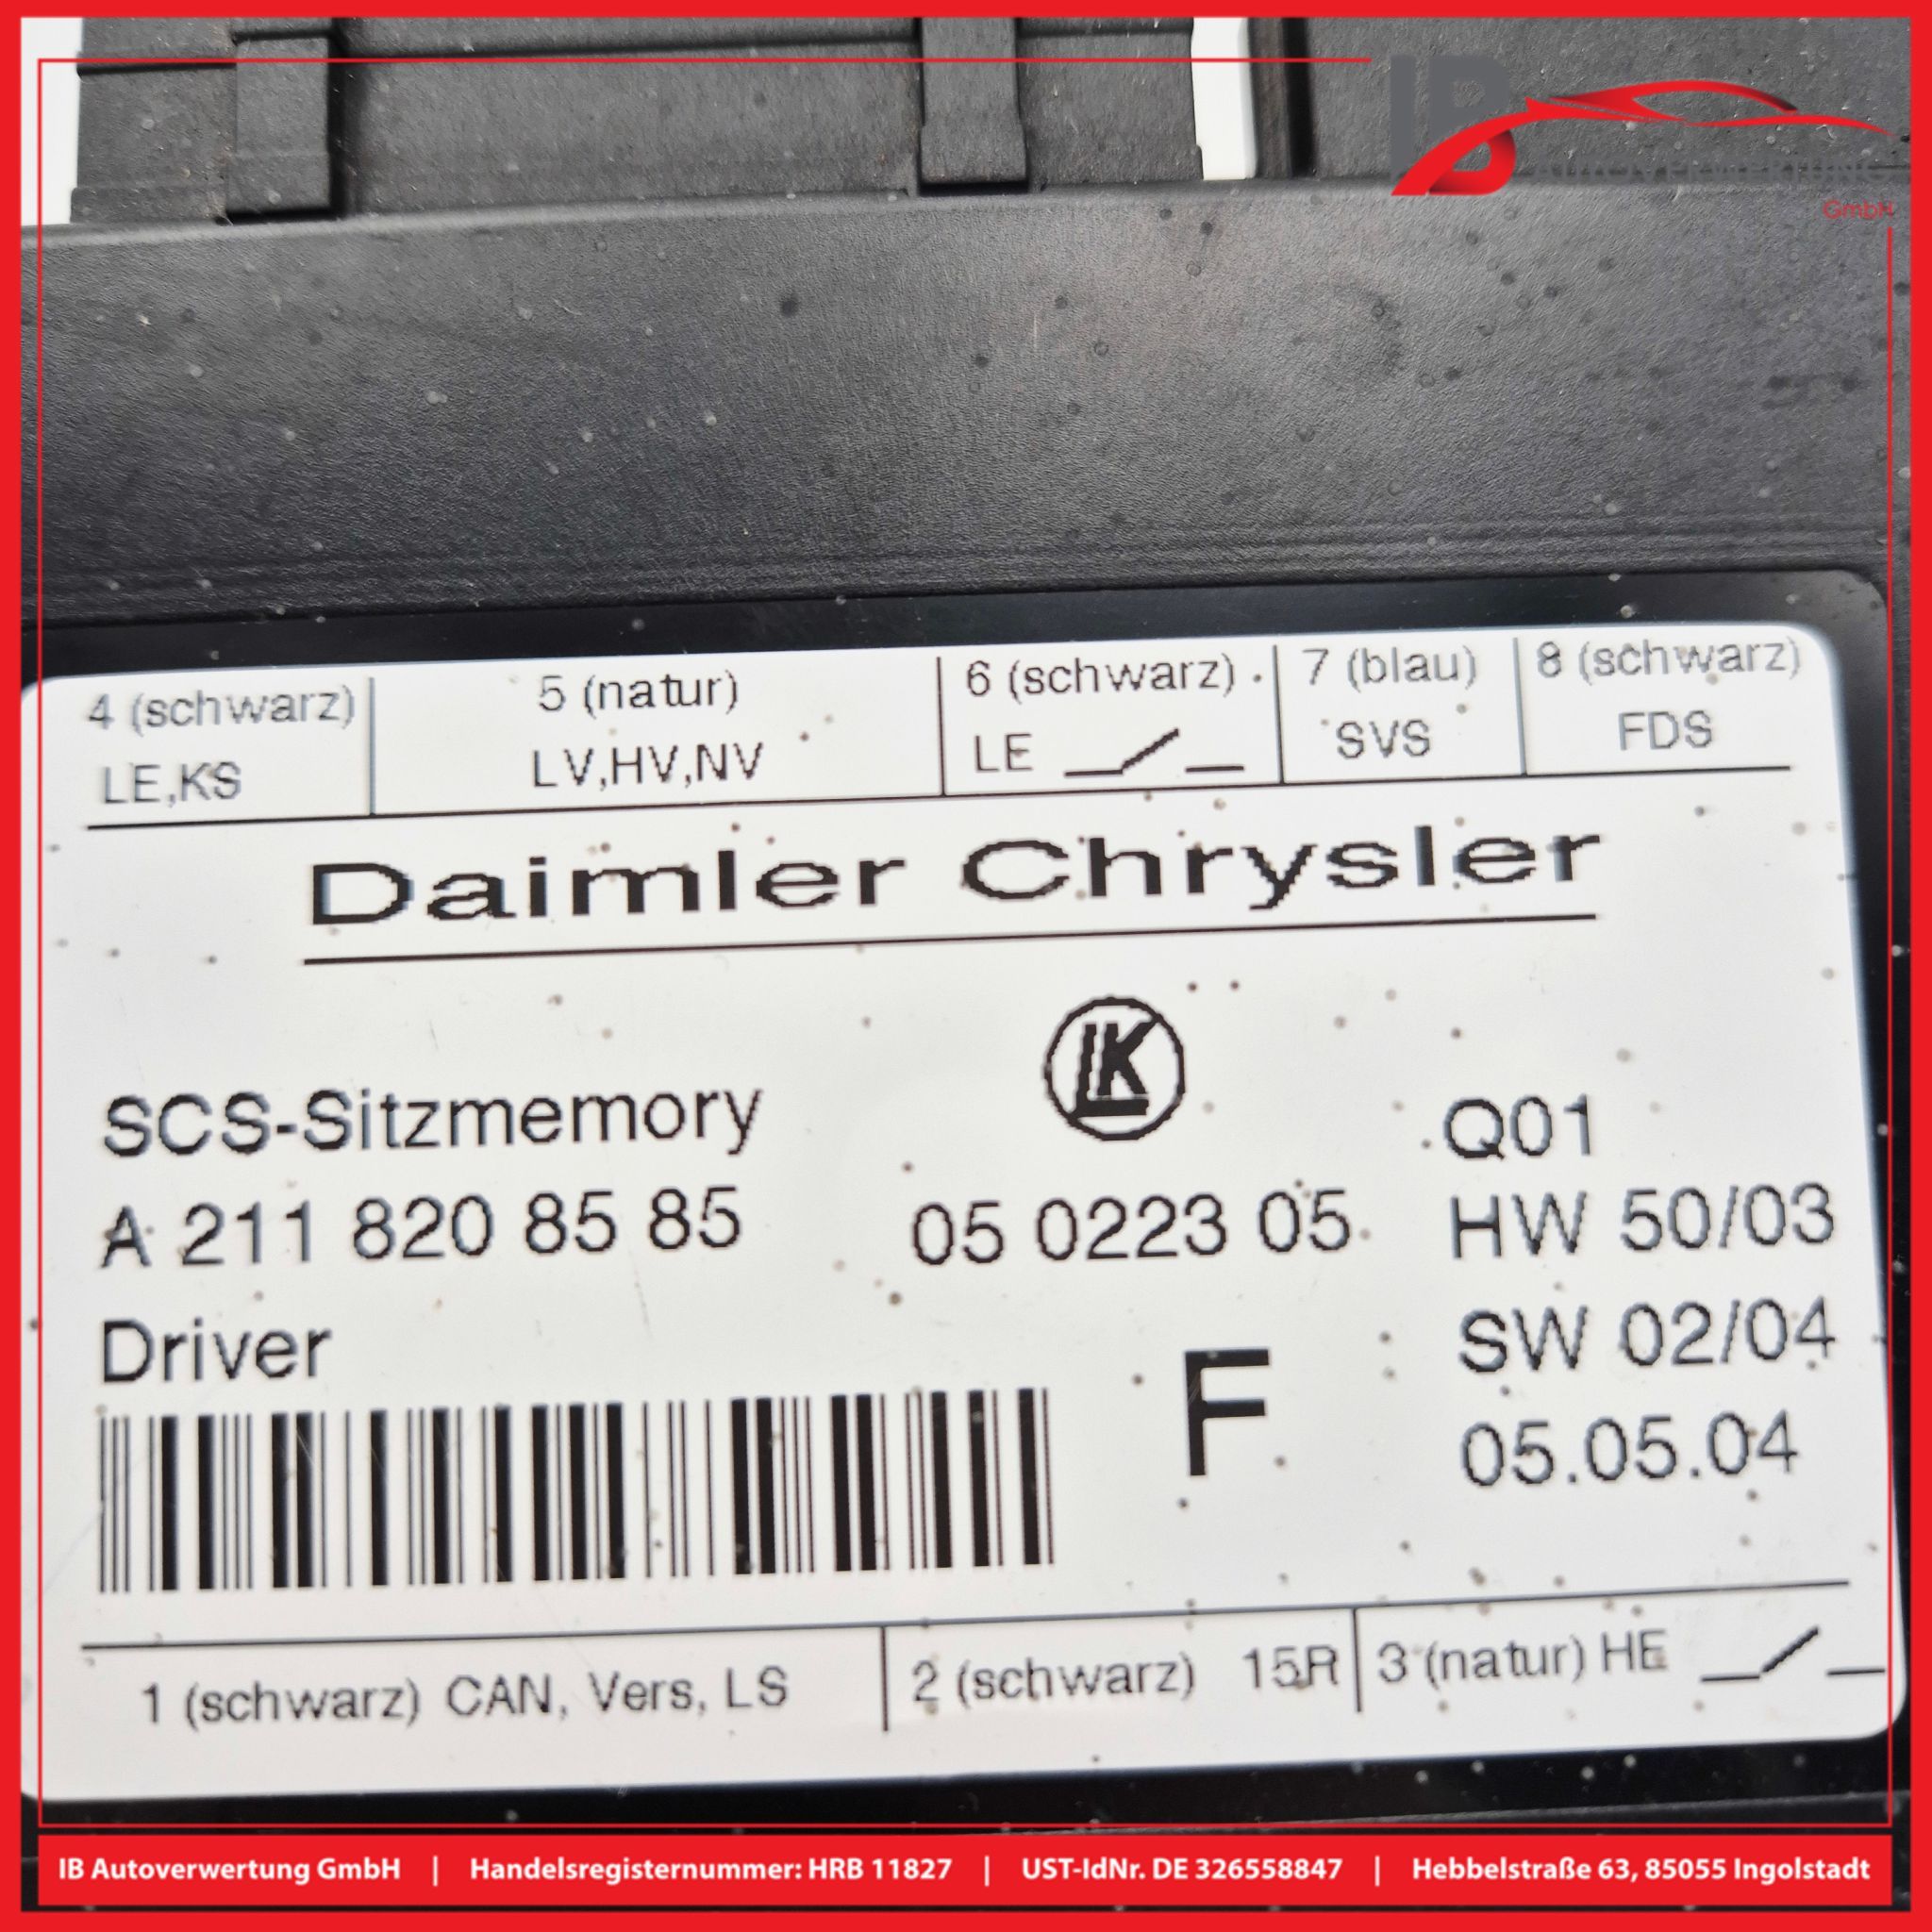 IB
AUTOVERWERTUNG
GmbH
4 (schwarz) 5 (natur) 6 (schwarz) 7 (blau) 8 (schwarz)
LE,KS LV,HV,NV LE SVS FDS
Daimler Chrysler
LK
SCS-Sitzmemory Q01
A 211 820 85 85 05 0223 05 HW 50/03
Driver SW 02/04
F 05.05.04
1 (schwarz) CAN, Vers, LS 2 (schwarz) 15R 3 (natur) HE
IB Autoverwertung GmbH | Handelsregisternummer: HRB 11827 | UST-IdNr. DE 326558847 | Hebbelstraße 63, 85055 Ingolstadt